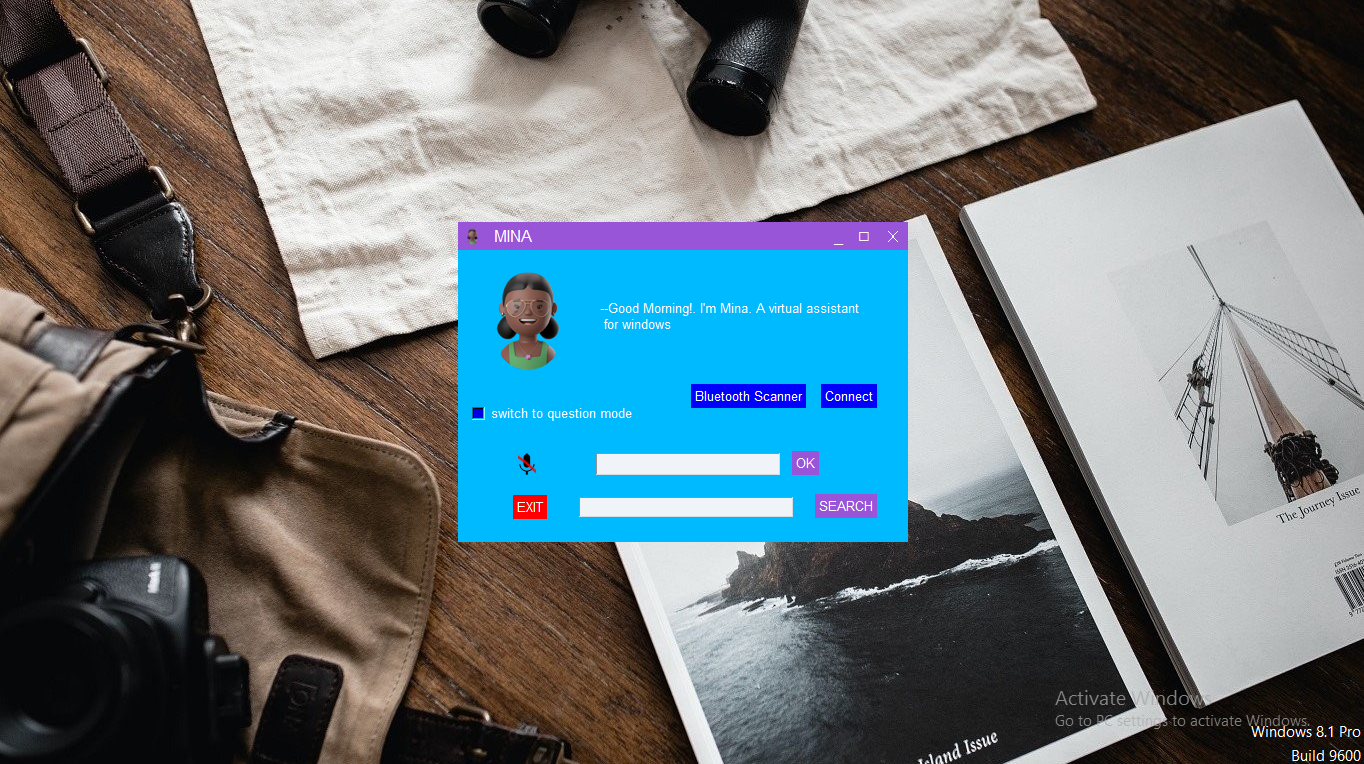 MINA
--Good Morning!. I'm Mina. A virtual assistant
for windows
Bluetooth Scanner
Connect
switch to question mode
OK
EXIT
SEARCH
The Journey Issue
Island Issue
Activate Windows
Go to PC settings to activate Windows.
Windows 8.1 Pro
Build 9600